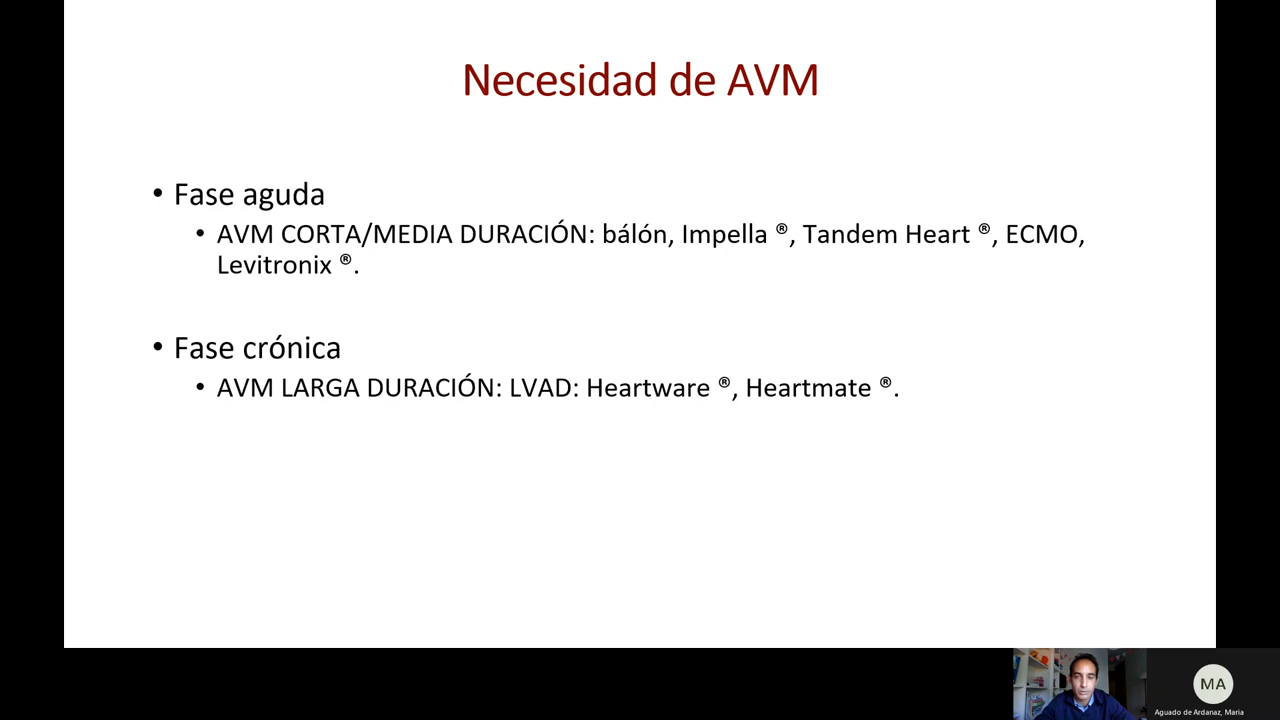 Necesidad de AVM
• Fase aguda
• AVM CORTA/MEDIA DURACIÓN: bálón, Impella ®, Tandem Heart ®, ECMO,
Levitronix ®.
• Fase crónica
• AVM LARGA DURACIÓN: LVAD: Heartware ®, Heartmate ®.
MA
Aguado de Ardanaz, Maria